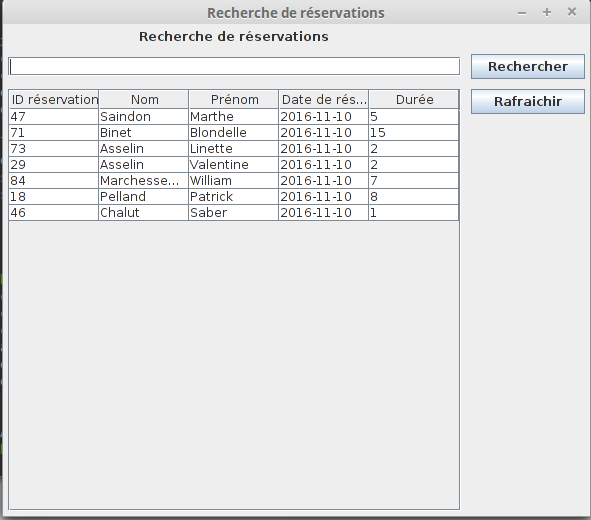 Recherche de réservations
Recherche de réservations
Rechercher
Rafraichir
ID réservation Nom Prénom Date de rés... Durée
47 Saindon Marthe 2016-11-10 5
71 Binet Blondelle 2016-11-10 15
73 Asselin Linette 2016-11-10 2
29 Asselin Valentine 2016-11-10 2
84 Marchesse... William 2016-11-10 7
18 Pelland Patrick 2016-11-10 8
46 Chalut Saber 2016-11-10 1